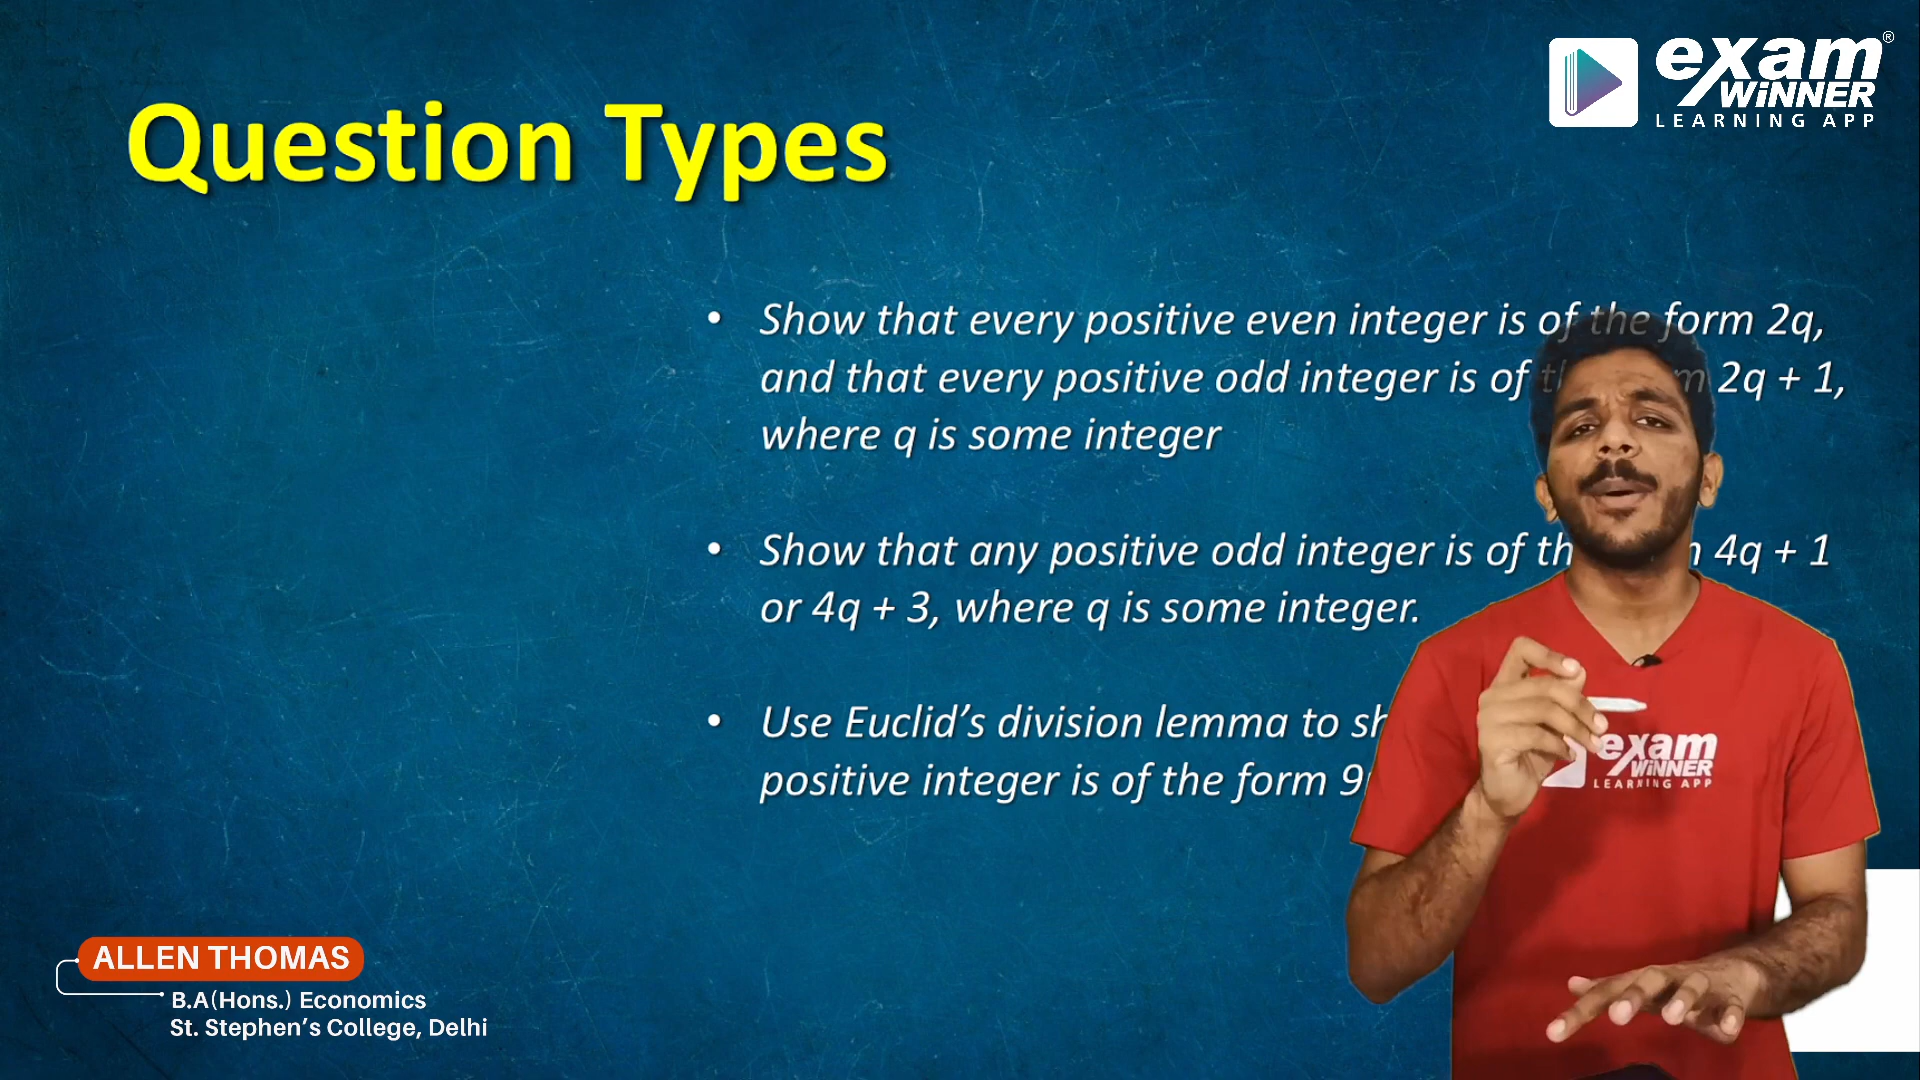 exam®
WiNNER
LEARNING APP
Question Types
• Show that every positive even integer is of the form 2q,
and that every positive odd integer is of 2q + 1,
where q is some integer
• Show that any positive odd integer is of 4q + 1
or 4q + 3, where q is some integer.
• Use Euclid's division lemma to
positive integer is of the form
exam
WiNNER
LEARNING APP
ALLEN THOMAS
B.A(Hons.) Economics
St. Stephen's College, Delhi